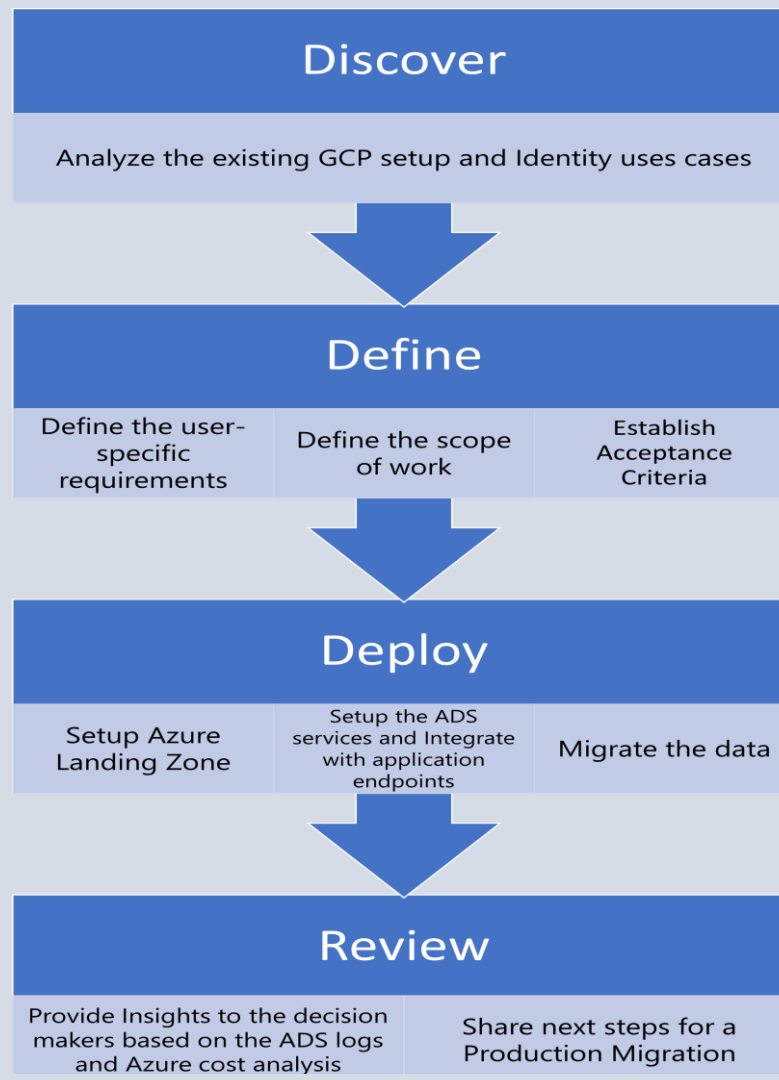 Discover
Analyze the existing GCP setup and Identity uses cases
Define
Define the user-
specific
requirements
Define the scope
of work
Establish
Acceptance
Criteria
Deploy
Setup Azure
Landing Zone
Setup the ADS
services and Integrate
with application
endpoints
Migrate the data
Review
Provide Insights to the decision
makers based on the ADS logs
and Azure cost analysis
Share next steps for a
Production Migration